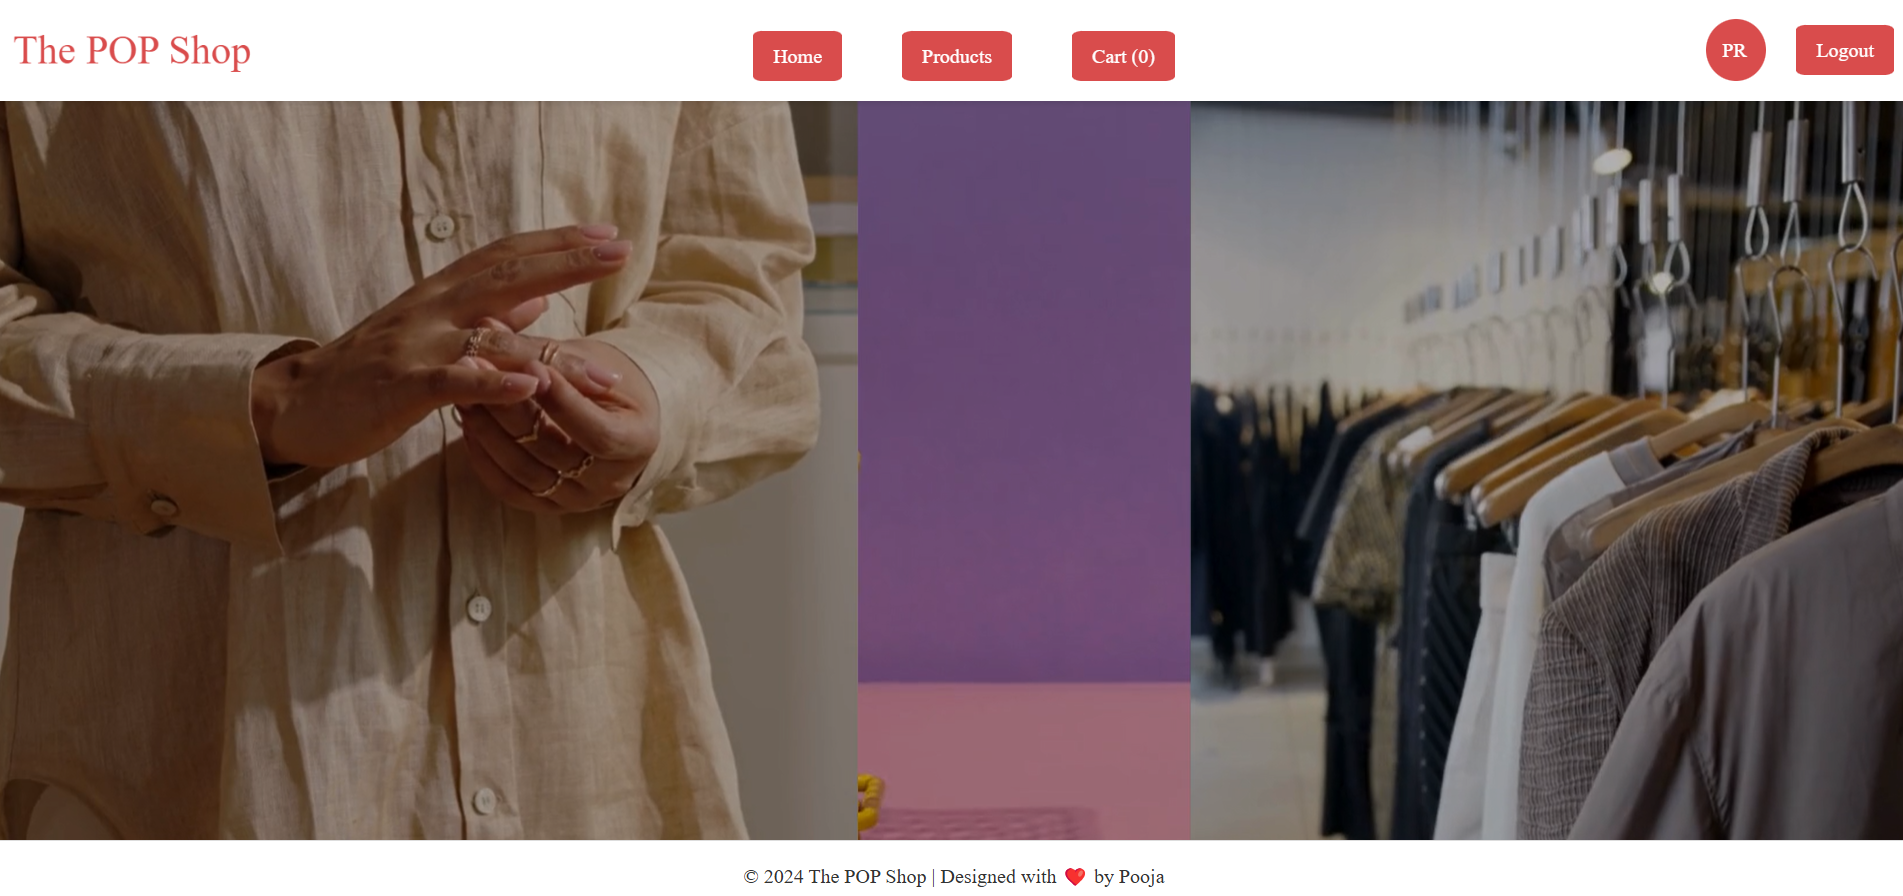 The POP Shop
Home
Products
Cart (0)
PR
Logout
© 2024 The POP Shop | Designed with ❤️ by Pooja